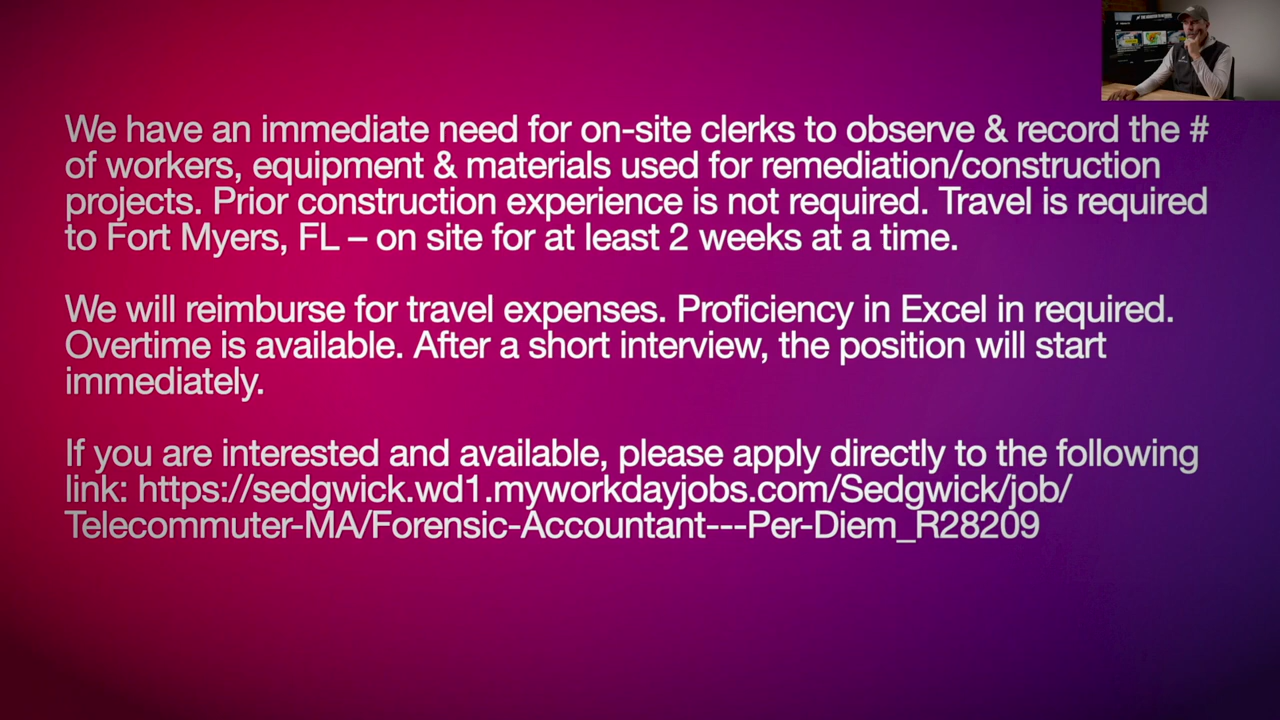 We have an immediate need for on-site clerks to observe & record the #
of workers, equipment & materials used for remediation/construction
projects. Prior construction experience is not required. Travel is required
to Fort Myers, FL – on site for at least 2 weeks at a time.
We will reimburse for travel expenses. Proficiency in Excel in required.
Overtime is available. After a short interview, the position will start
immediately.
If you are interested and available, please apply directly to the following
link: https://sedgwick.wd1.myworkdayjobs.com/Sedgwick/job/
Telecommuter-MA/Forensic-Accountant---Per-Diem_R28209